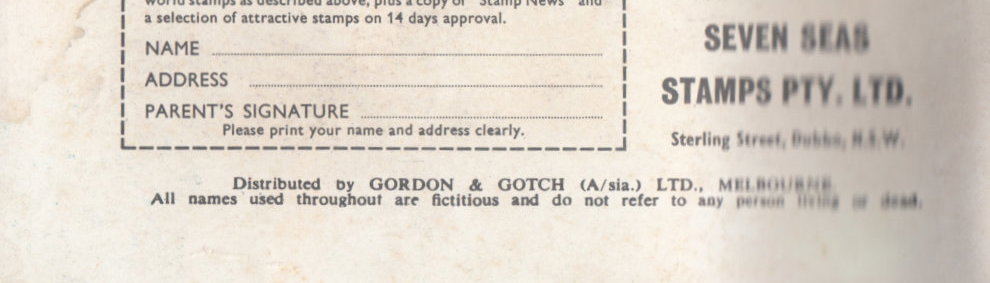 world stamps as described above, plus a copy of "Stamp News" and
a selection of attractive stamps on 14 days approval.
NAME
ADDRESS
PARENT'S SIGNATURE
Please print your name and address clearly.
SEVEN SEAS
STAMPS PTY. LTD.
Sterling Street, Dubbo, N.S.W.
Distributed by GORDON & GOTCH (A/sia.) LTD., MELBOURNE.
All names used throughout are fictitious and do not refer to any person living or dead.